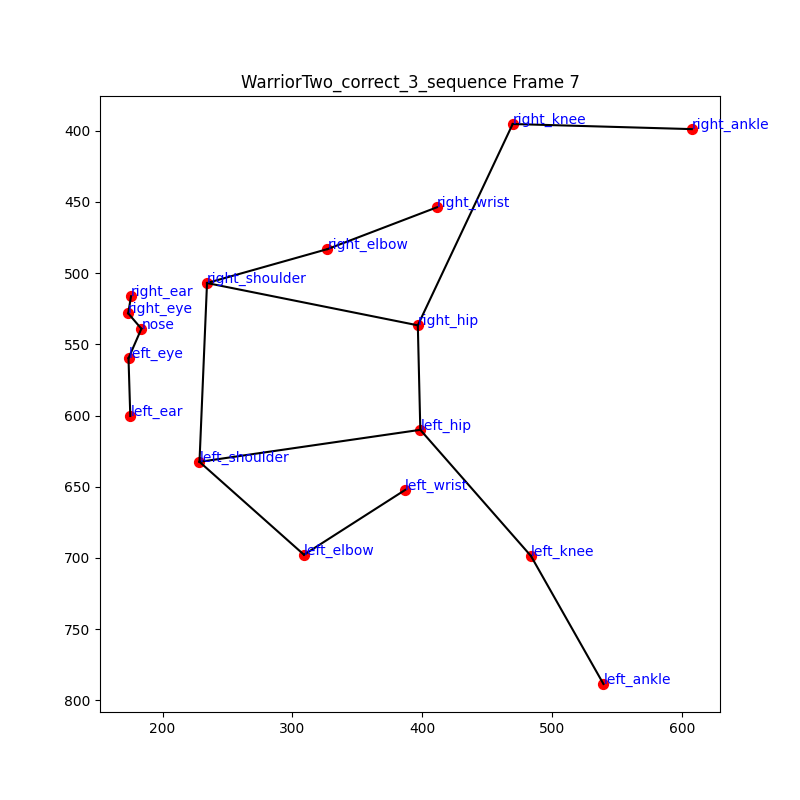 WarriorTwo_correct_3_sequence Frame 7
right_knee
right_ankle
400
right_wrist
450
right_elbow
500
right_shoulder
right_ear
right_eye
nose
right_hip
550
left_eye
left_ear
600
left_hip
left_shoulder
650
left_wrist
left_elbow
left_knee
700
750
left_ankle
800
200 300 400 500 600